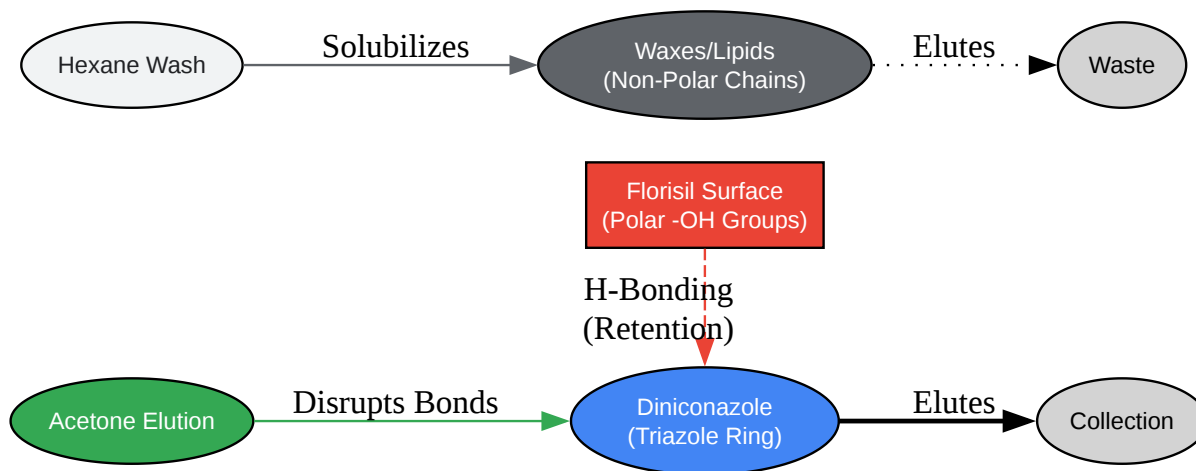 Hexane Wash
Solubilizes
Waxes/Lipids
(Non-Polar Chains)
Elutes
Waste
Florisil Surface
(Polar -OH Groups)
H-Bonding
(Retention)
Acetone Elution
Disrupts Bonds
Diniconazole
(Triazole Ring)
Elutes
Collection